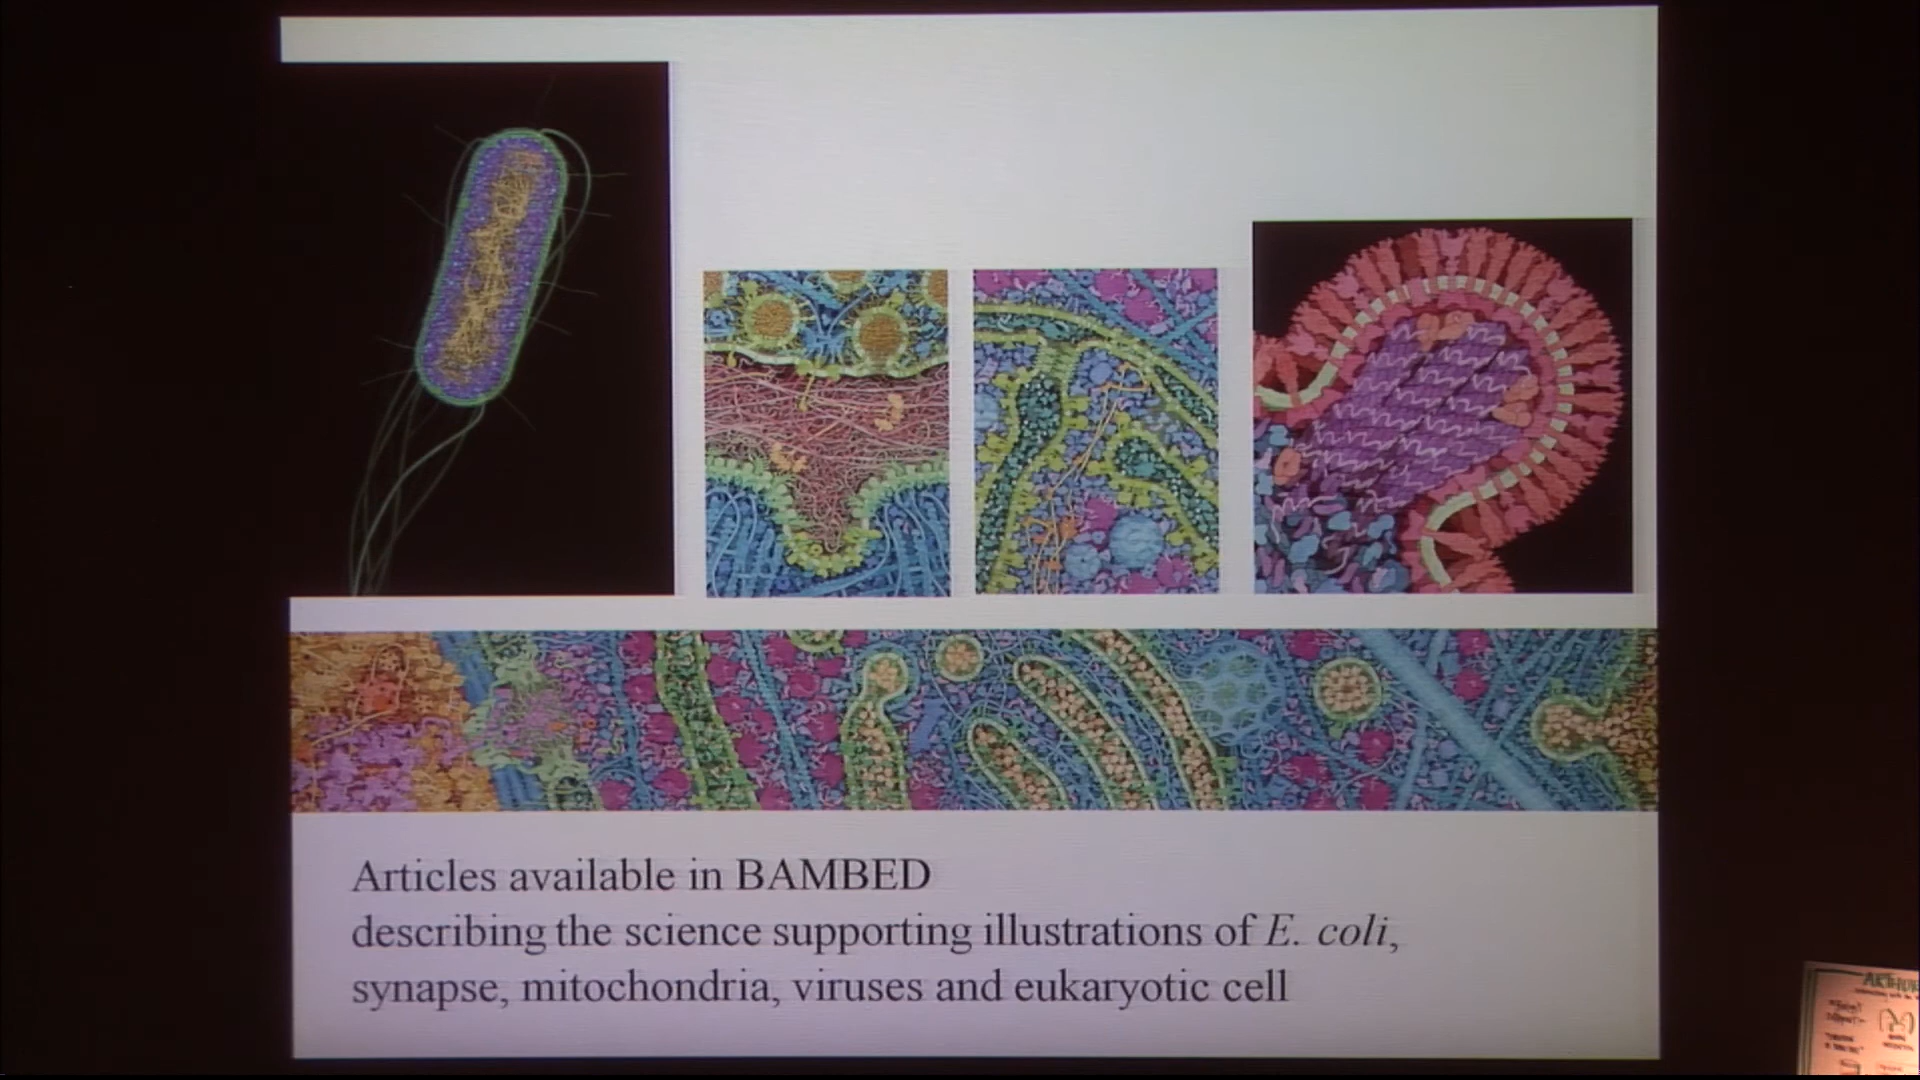 Articles available in BAMBED
describing the science supporting illustrations of E. coli,
synapse, mitochondria, viruses and eukaryotic cell